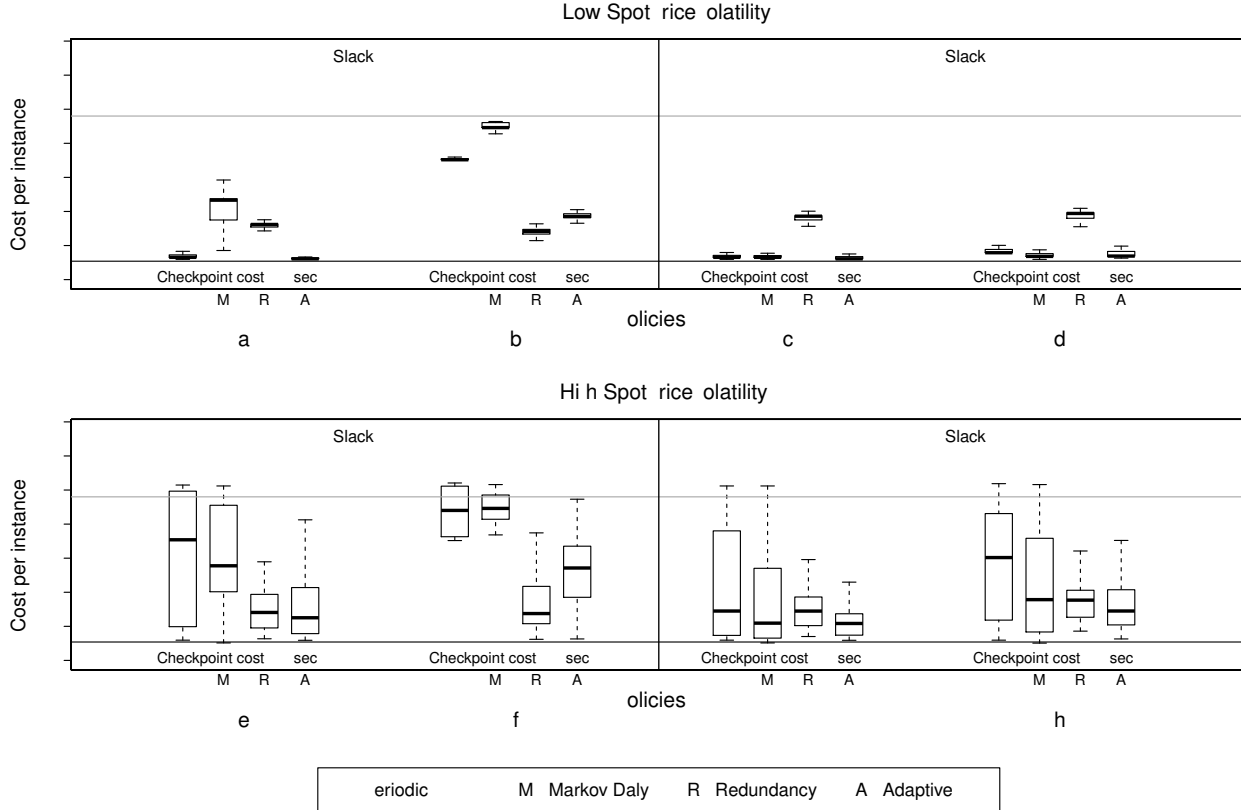 Low Spot rice olatility
Slack Slack
Cost per instance
Checkpoint cost sec Checkpoint cost sec Checkpoint cost sec Checkpoint cost sec
M R A M R A M R A M R A
olicies
a b c d
Hi h Spot rice olatility
Slack Slack
Cost per instance
Checkpoint cost sec Checkpoint cost sec Checkpoint cost sec Checkpoint cost sec
M R A M R A M R A M R A
olicies
e f h
eriodic M Markov Daly R Redundancy A Adaptive